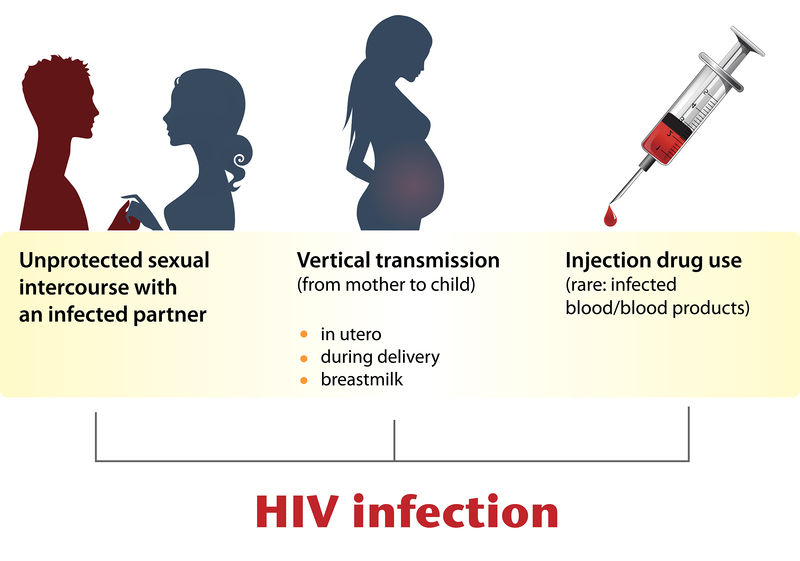 Unprotected sexual
intercourse with
an infected partner
Vertical transmission
(from mother to child)
• in utero
• during delivery
• breastmilk
Injection drug use
(rare: infected
blood/blood products)
HIV infection